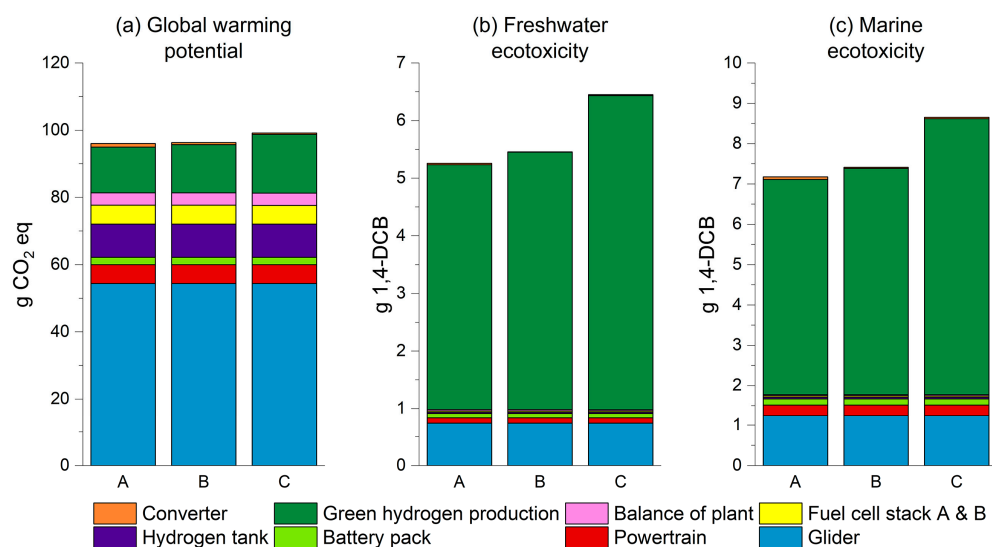 (a) Global warming
potential
(b) Freshwater
ecotoxicity
(c) Marine
ecotoxicity
g CO₂ eq
120
100
80
60
40
20
0
A B C
g 1,4-DCB
7
6
5
4
3
2
1
0
A B C
g 1,4-DCB
10
9
8
7
6
5
4
3
2
1
0
A B C
Converter Green hydrogen production Balance of plant Fuel cell stack A & B
Hydrogen tank Battery pack Powertrain Glider